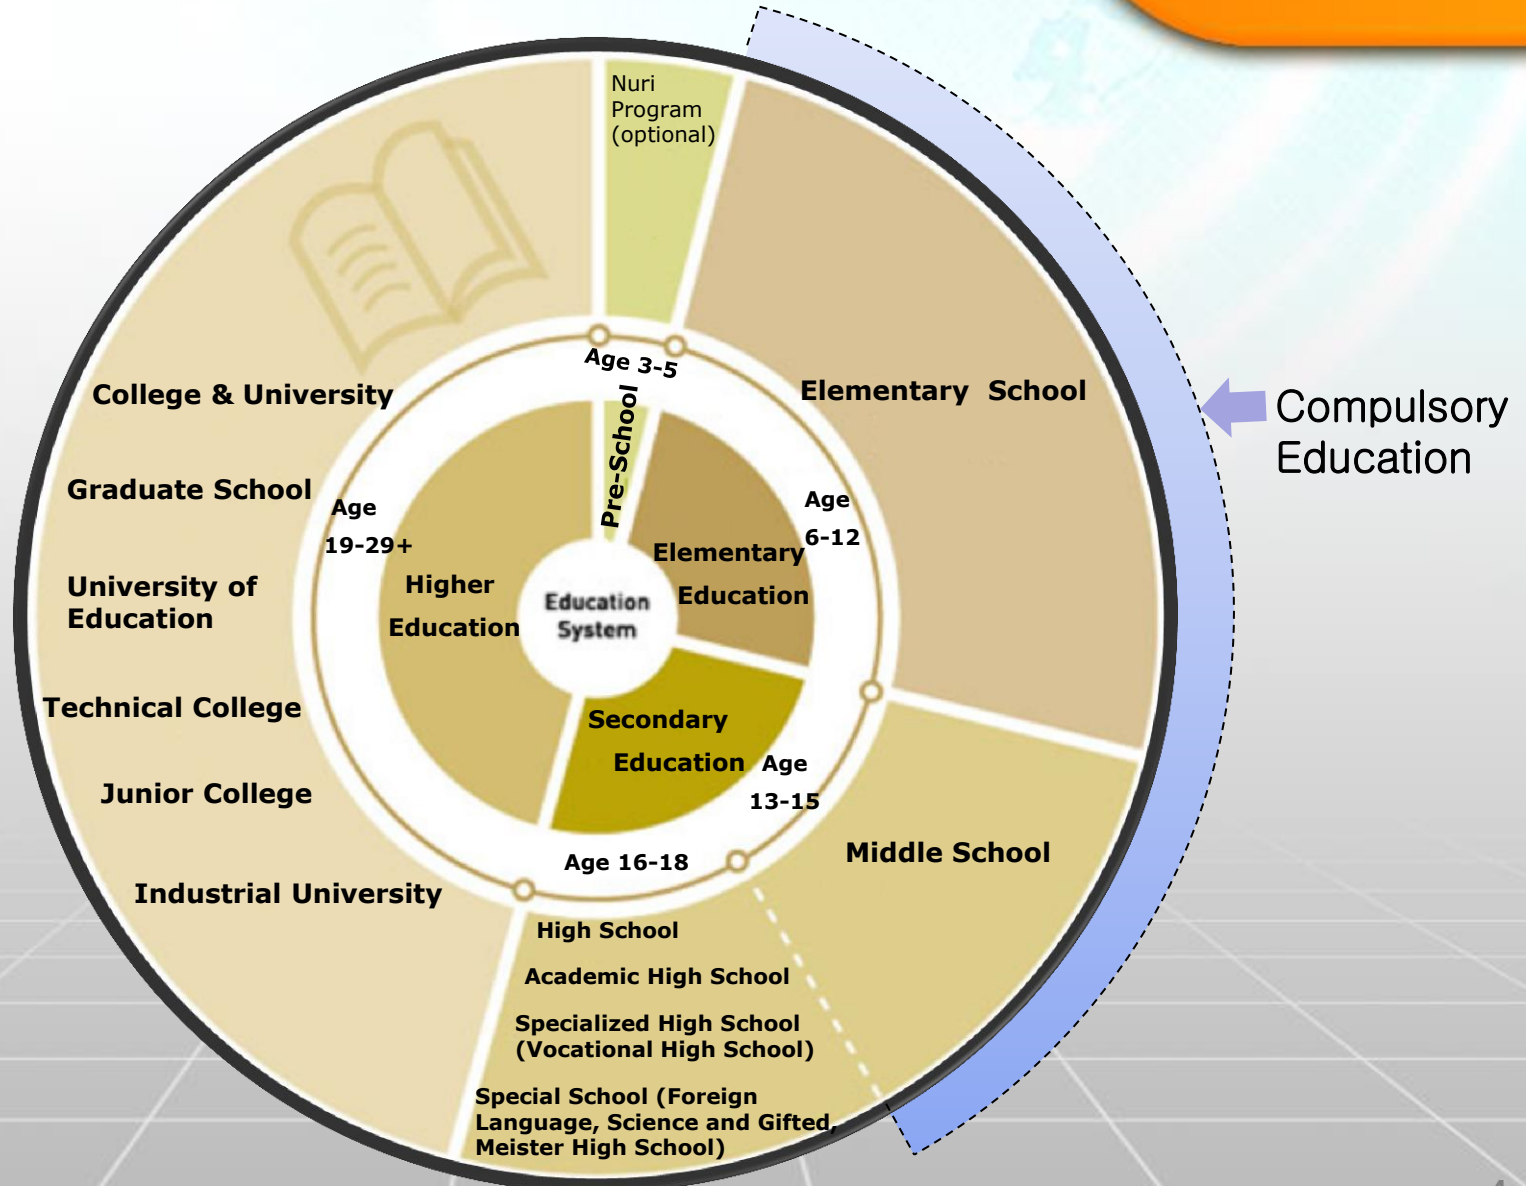 Nuri
Program
(optional)
Age 3-5
Pre-School
Elementary School
Compulsory
Education
Age
6-12
Elementary
Education
College & University
Graduate School
Age
19-29+
University of
Education
Higher
Education
Education
System
Technical College
Secondary
Education
Age
13-15
Junior College
Middle School
Age 16-18
Industrial University
High School
Academic High School
Specialized High School
(Vocational High School)
Special School (Foreign
Language, Science and Gifted,
Meister High School)